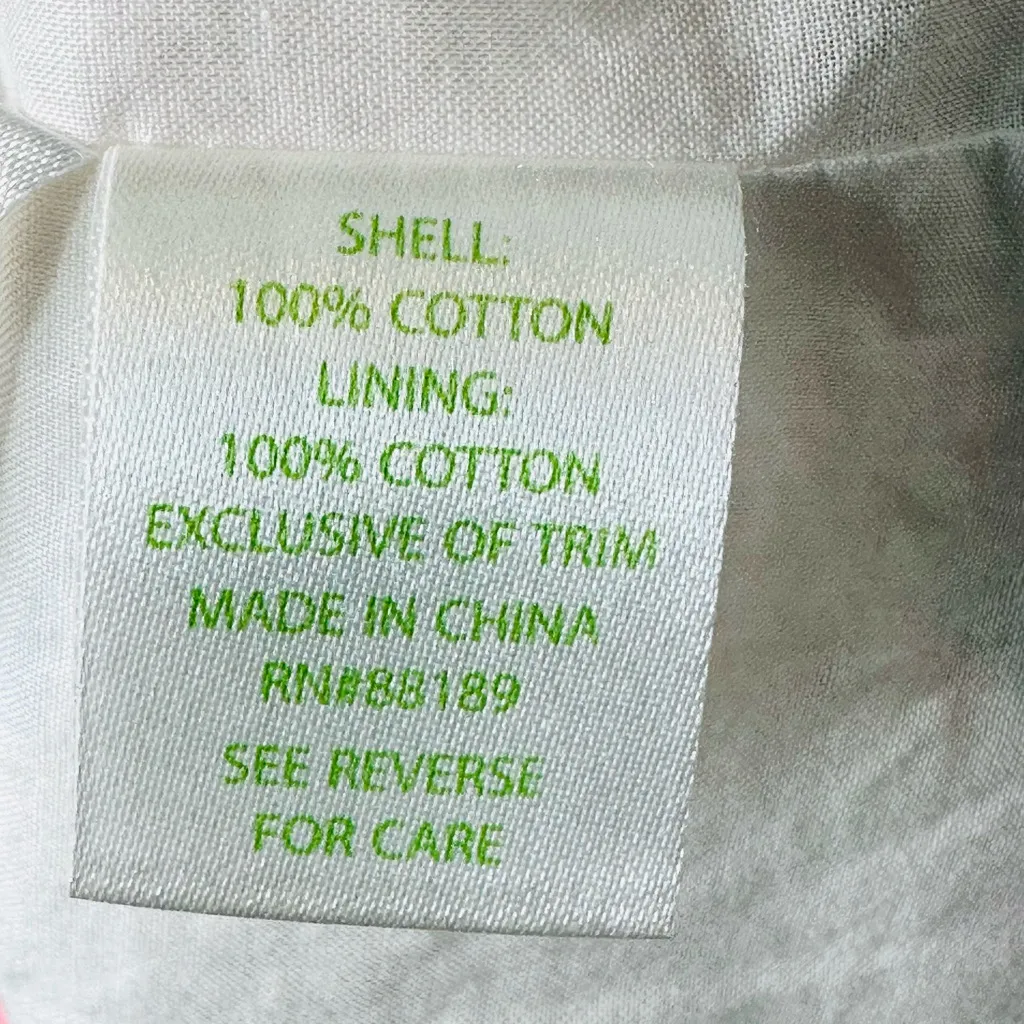 SHELL:
100% COTTON
LINING:
100% COTTON
EXCLUSIVE OF TRIM
MADE IN CHINA
RN#88189
SEE REVERSE
FOR CARE